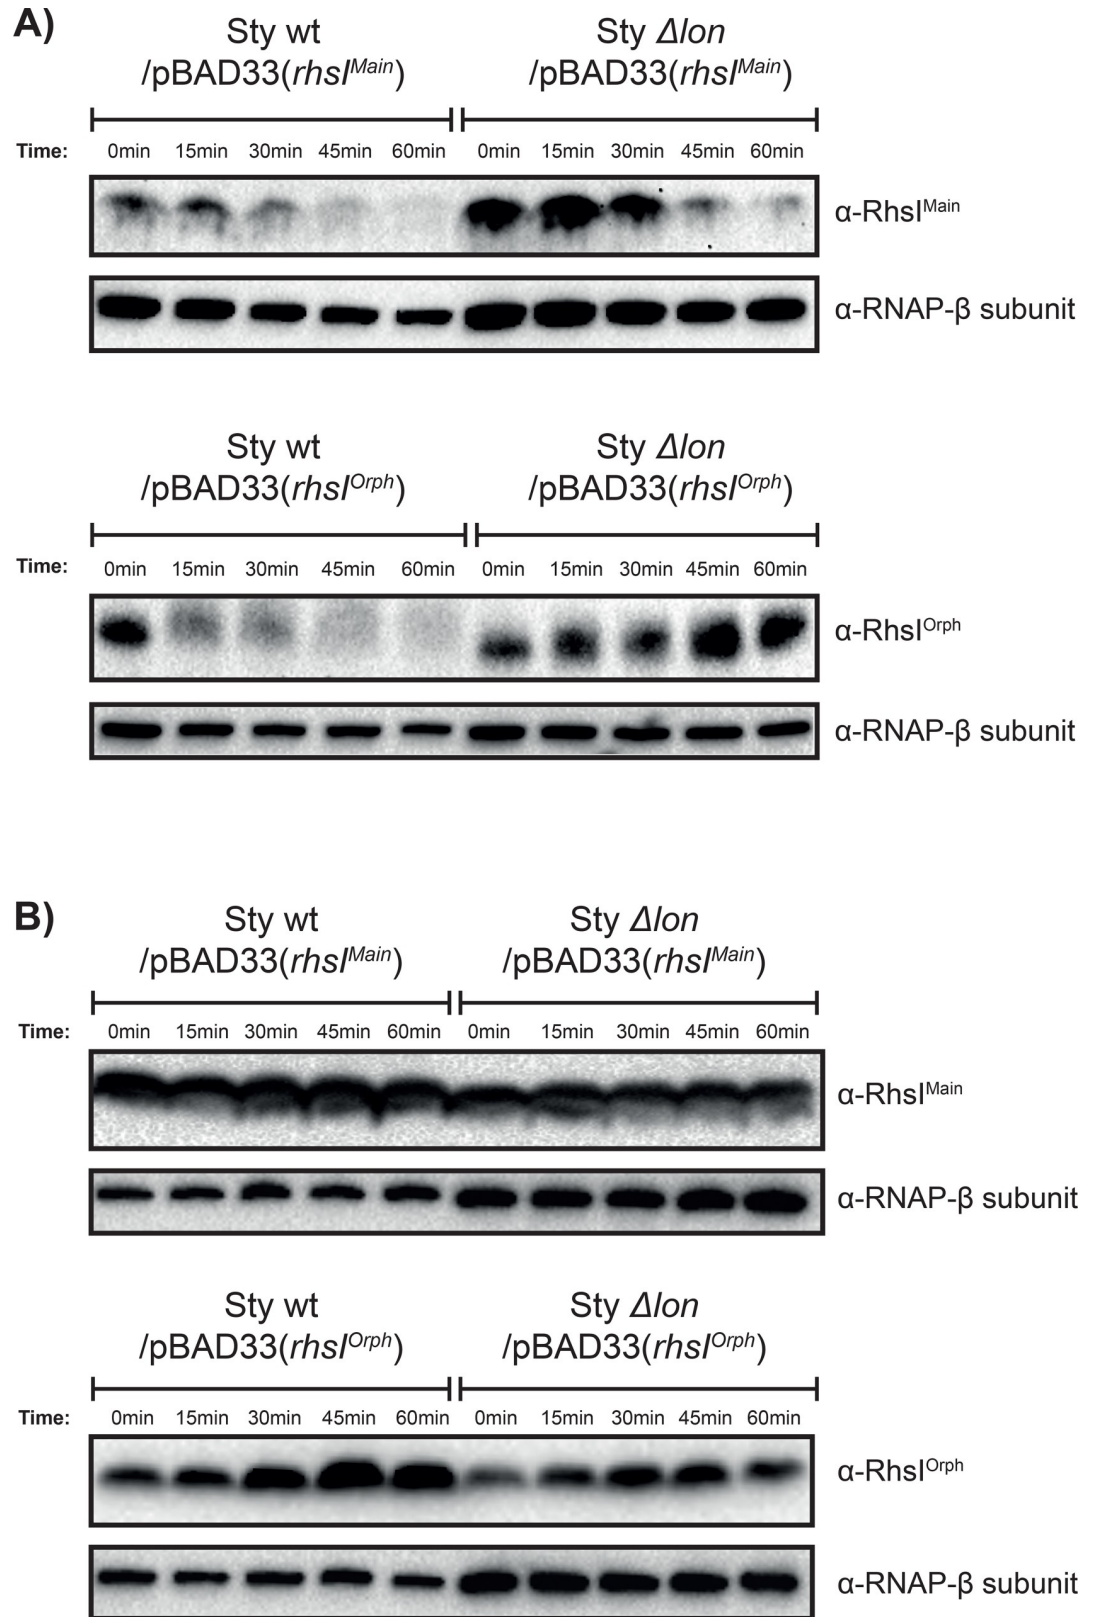 A)
Sty wt
/pBAD33(rhsI^Main)
Sty Δlon
/pBAD33(rhsI^Main)
Time: 0min 15min 30min 45min 60min 0min 15min 30min 45min 60min
α-RhsI^Main
α-RNAP-β subunit
Sty wt
/pBAD33(rhsI^Orph)
Sty Δlon
/pBAD33(rhsI^Orph)
Time: 0min 15min 30min 45min 60min 0min 15min 30min 45min 60min
α-RhsI^Orph
α-RNAP-β subunit
B)
Sty wt
/pBAD33(rhsI^Main)
Sty Δlon
/pBAD33(rhsI^Main)
Time: 0min 15min 30min 45min 60min 0min 15min 30min 45min 60min
α-RhsI^Main
α-RNAP-β subunit
Sty wt
/pBAD33(rhsI^Orph)
Sty Δlon
/pBAD33(rhsI^Orph)
Time: 0min 15min 30min 45min 60min 0min 15min 30min 45min 60min
α-RhsI^Orph
α-RNAP-β subunit